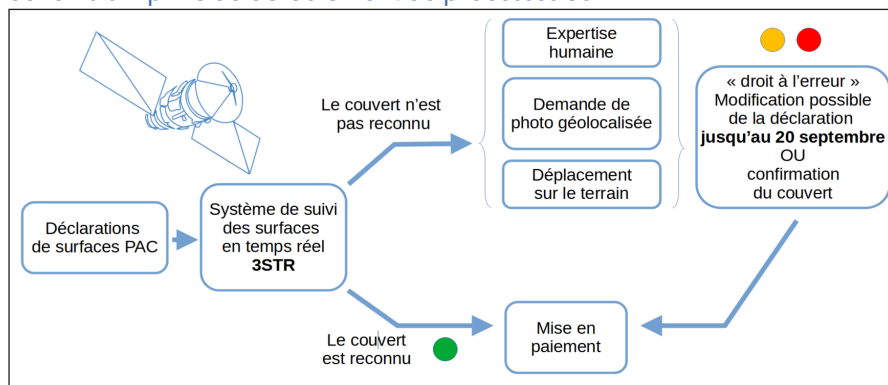 Expertise
humaine
Le couvert n’est
pas reconnu
Demande de
photo géolocalisée
Déplacement
sur le terrain
« droit à l’erreur »
Modification possible
de la déclaration
jusqu’au 20 septembre
OU
confirmation
du couvert
Déclarations
de surfaces PAC
Système de suivi
des surfaces
en temps réel
3STR
Le couvert
est reconnu
Mise en
paiement